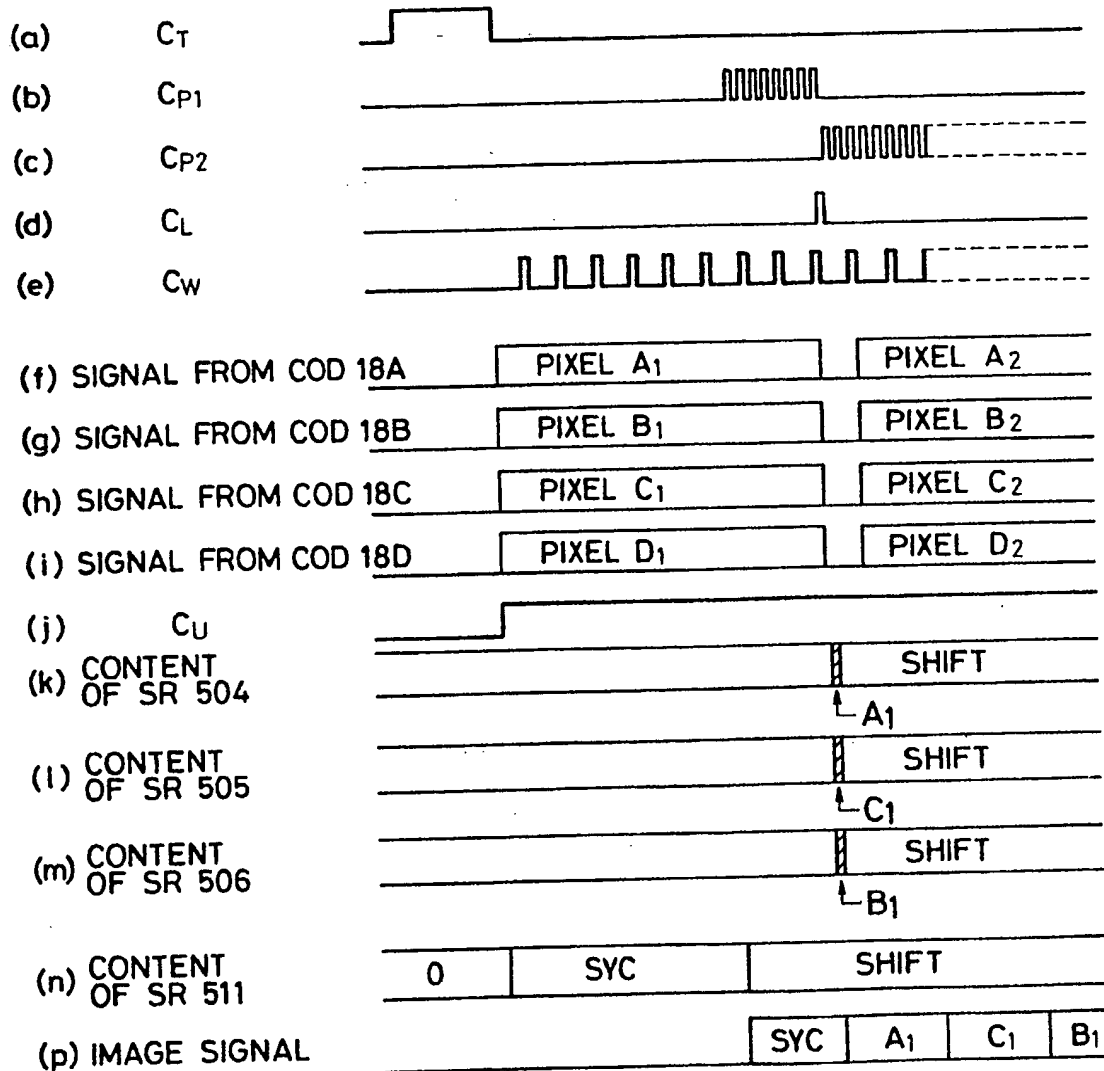 (a) CT
(b) CP1
(c) CP2
(d) CL
(e) CW
(f) SIGNAL FROM COD 18A PIXEL A1 PIXEL A2
(g) SIGNAL FROM COD 18B PIXEL B1 PIXEL B2
(h) SIGNAL FROM COD 18C PIXEL C1 PIXEL C2
(i) SIGNAL FROM COD 18D PIXEL D1 PIXEL D2
(j) CU
(k) CONTENT OF SR 504 SHIFT
A1
(l) CONTENT OF SR 505 SHIFT
C1
(m) CONTENT OF SR 506 SHIFT
B1
(n) CONTENT OF SR 511 0 SYC SHIFT
(p) IMAGE SIGNAL SYC A1 C1 B1